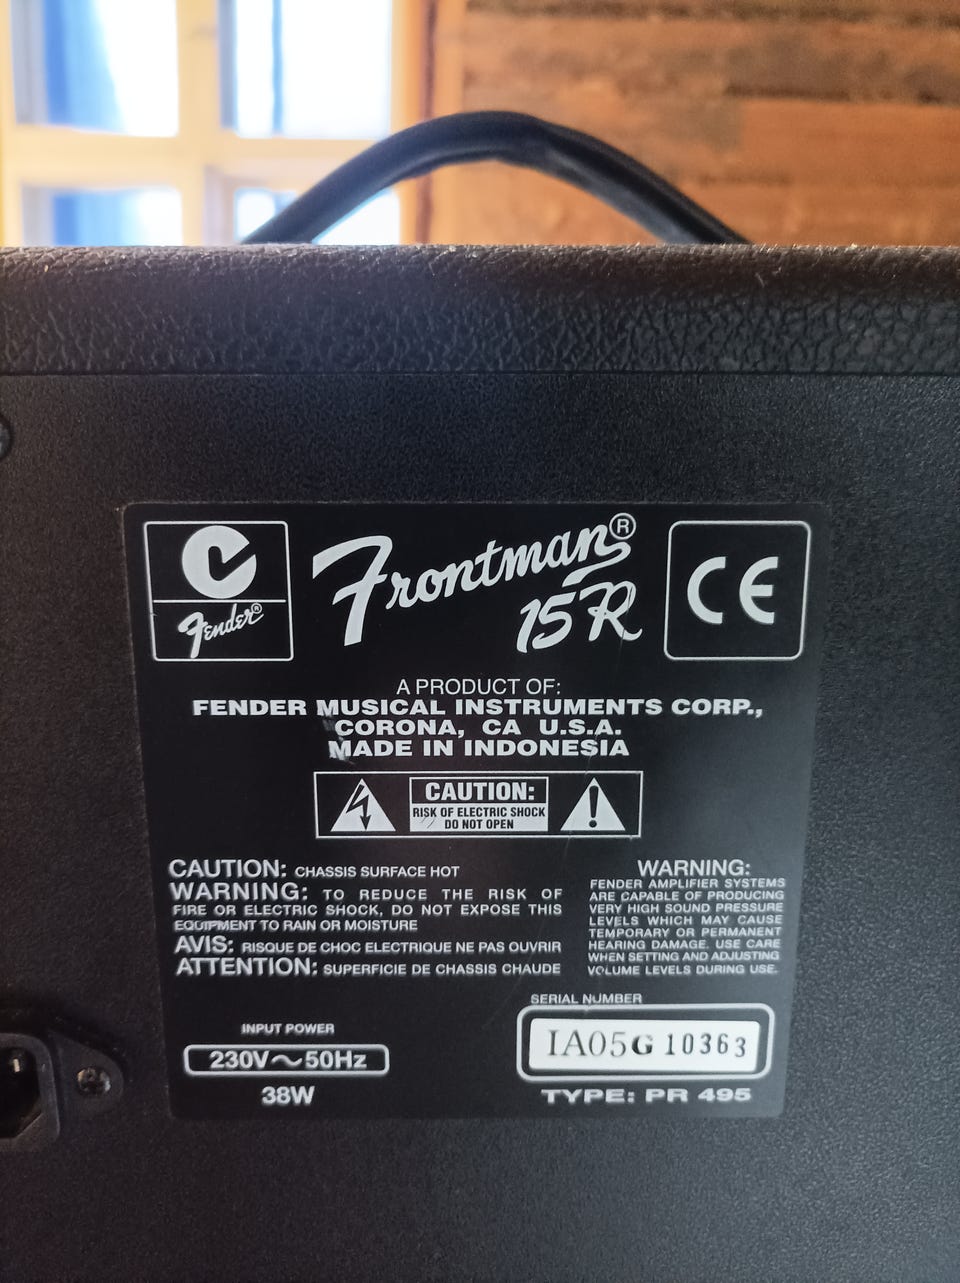 Fender®
Frontman®
15R
CE
A PRODUCT OF:
FENDER MUSICAL INSTRUMENTS CORP.,
CORONA, CA U.S.A.
MADE IN INDONESIA
CAUTION:
RISK OF ELECTRIC SHOCK
DO NOT OPEN
CAUTION: CHASSIS SURFACE HOT
WARNING: TO REDUCE THE RISK OF
FIRE OR ELECTRIC SHOCK, DO NOT EXPOSE THIS
EQUIPMENT TO RAIN OR MOISTURE
AVIS: RISQUE DE CHOC ELECTRIQUE NE PAS OUVRIR
ATTENTION: SUPERFICIE DE CHASSIS CHAUDE
WARNING:
FENDER AMPLIFIER SYSTEMS
ARE CAPABLE OF PRODUCING
VERY HIGH SOUND PRESSURE
LEVELS WHICH MAY CAUSE
TEMPORARY OR PERMANENT
HEARING DAMAGE. USE CARE
WHEN SETTING AND ADJUSTING
VOLUME LEVELS DURING USE.
INPUT POWER
230V~50Hz
38W
SERIAL NUMBER
IA05G10363
TYPE: PR 495